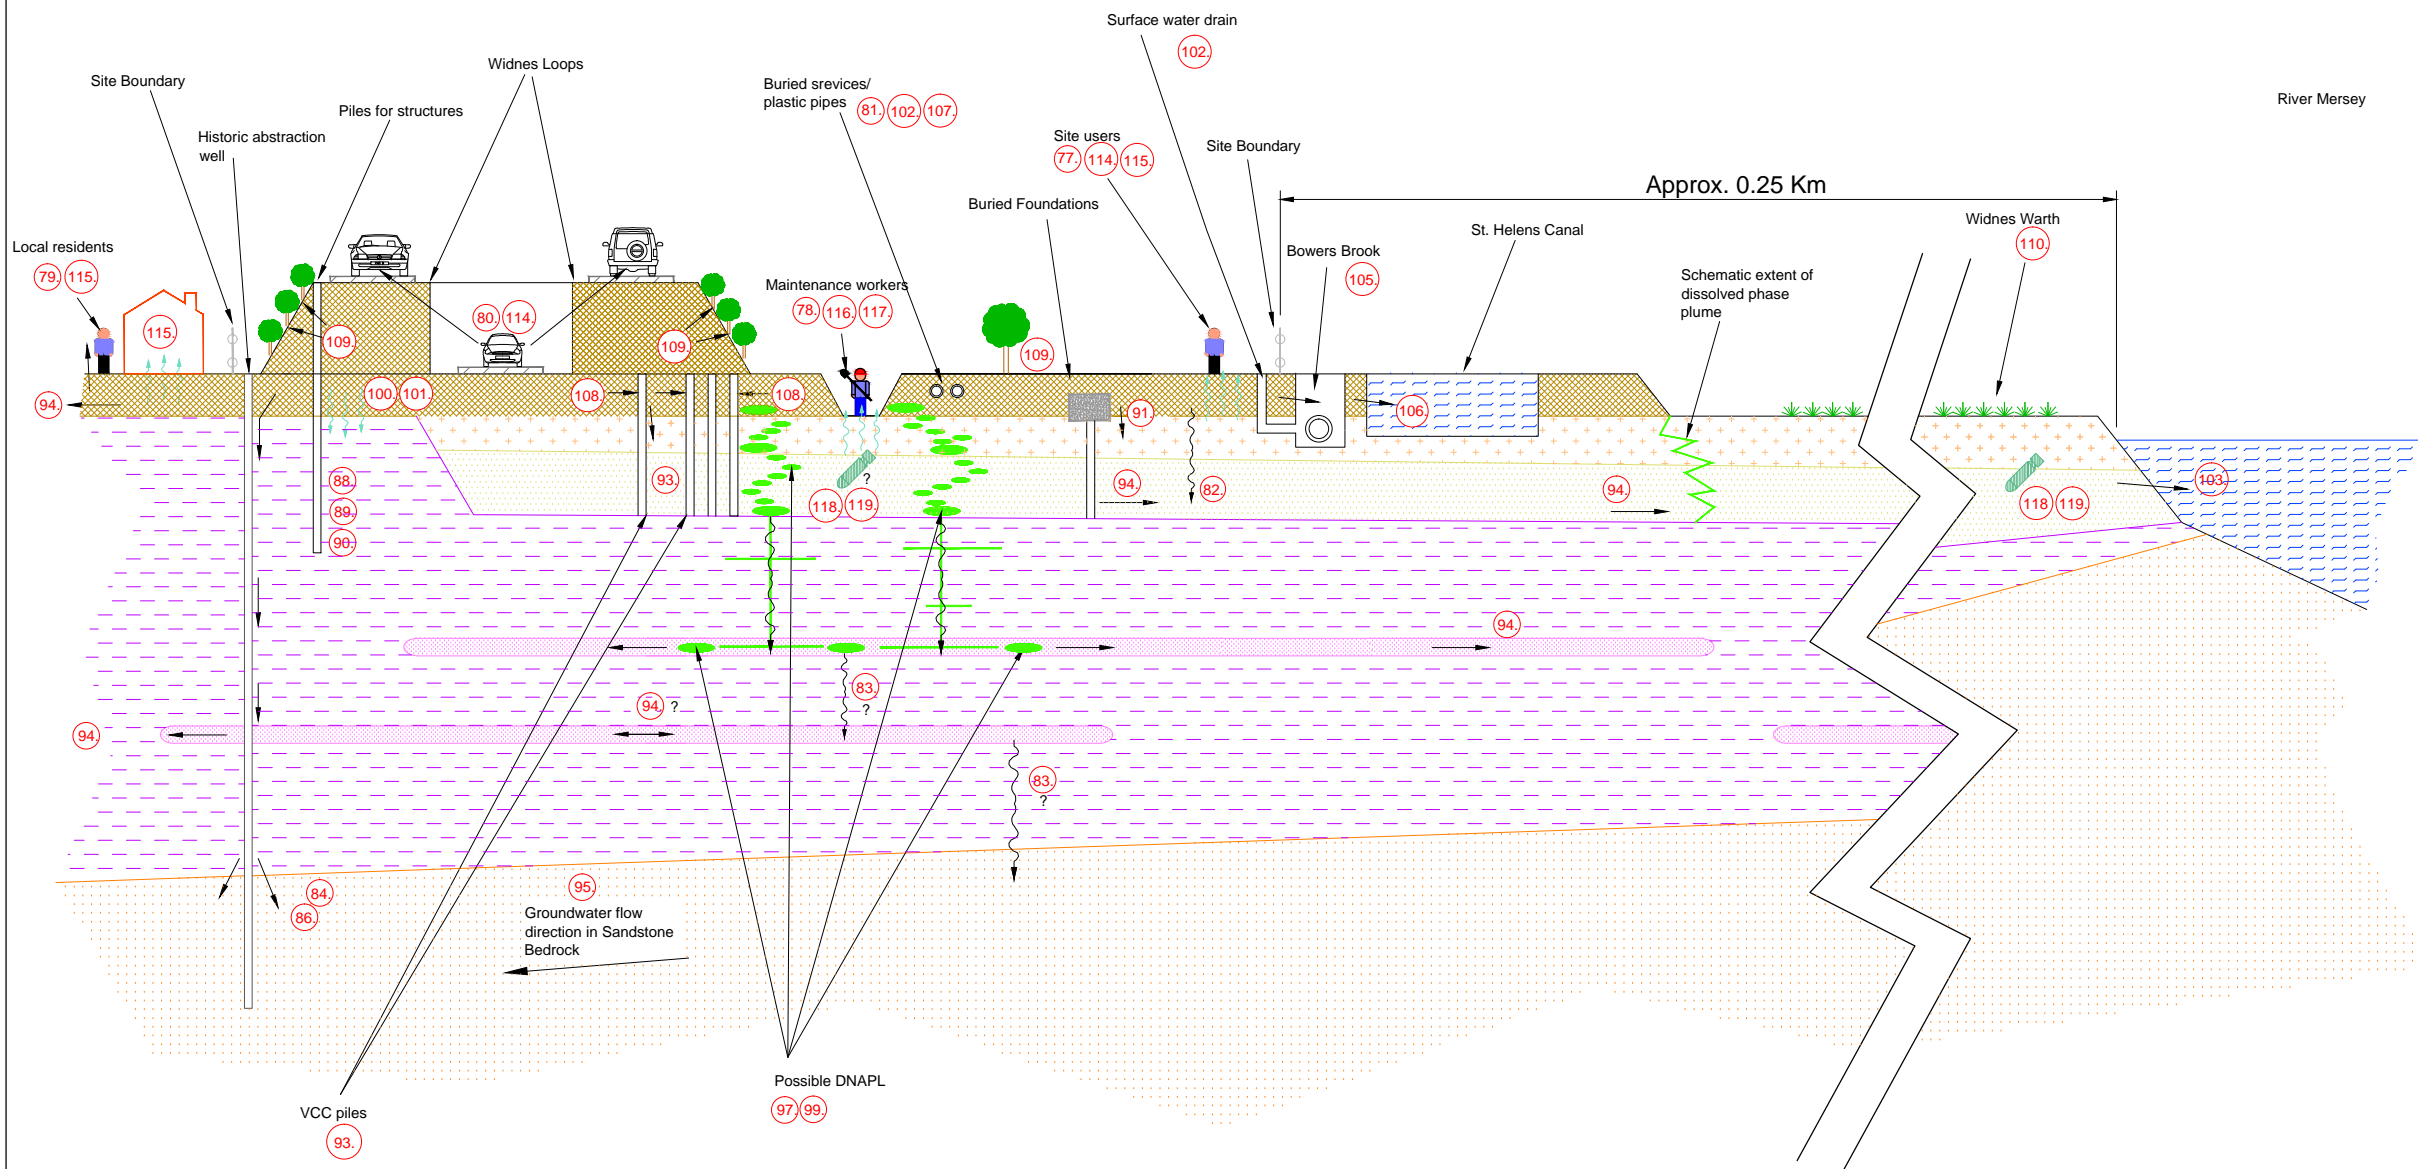 Surface water drain
102.
Widnes Loops
Site Boundary
Buried srevices/
plastic pipes
81. 102. 107.
River Mersey
Piles for structures
Historic abstraction
well
Site users
77. 114. 115.
Site Boundary
Approx. 0.25 Km
Buried Foundations
Widnes Warth
110.
St. Helens Canal
Local residents
79. 115.
Bowers Brook
105.
Schematic extent of
dissolved phase
plume
Maintenance workers
78. 116. 117.
80. 114.
115.
109.
109.
109.
94.
100. 101.
108.
108.
91.
106.
88.
93.
94.
82.
94.
103.
?
118. 119.
118 119.
89.
90.
94.
83.
?
94. ?
94.
83.
?
84.
86.
95.
Groundwater flow
direction in Sandstone
Bedrock
Possible DNAPL
97. 99.
VCC piles
93.